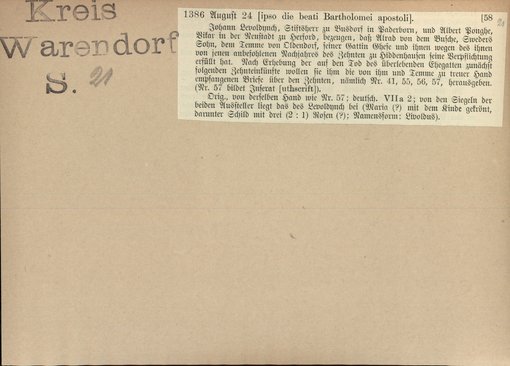 Kreis
Warendorf
S. 21
1386 August 24 [ipso die beati Bartholomei apostoli]. [58
Johann Levoldynch, Stiftsherr zu Busdorf in Paderborn, und Albert Ponghe,
Vikar in der Neustadt zu Herford, bezeugen, daß Alrad von dem Busche, Sweders
Sohn, dem Temme von Oldendorf, seiner Gattin Ghese und ihnen wegen des ihnen
von jenen anbefohlenen Nachjahres des Zehnten zu Hiddenhausen seine Verpflichtung
erfüllt hat. Nach Erhebung der auf den Tod des überlebenden Ehegatten zunächst
folgenden Zehnteinkünfte wollen sie ihm die von ihm und Temme zu treuer Hand
empfangenen Briefe über den Zehnten, nämlich Nr. 41, 55, 56, 57, herausgeben.
(Nr. 57 bildet Inserat [uthscrift]).
Orig., von derselben Hand wie Nr. 57; deutsch. VIIa 2; von den Siegeln der
beiden Aussteller liegt das des Levoldynch bei (Maria (?) mit dem Kinde gekrönt,
darunter Schild mit drei (2 : 1) Rosen (?); Namensform: Livoldus).